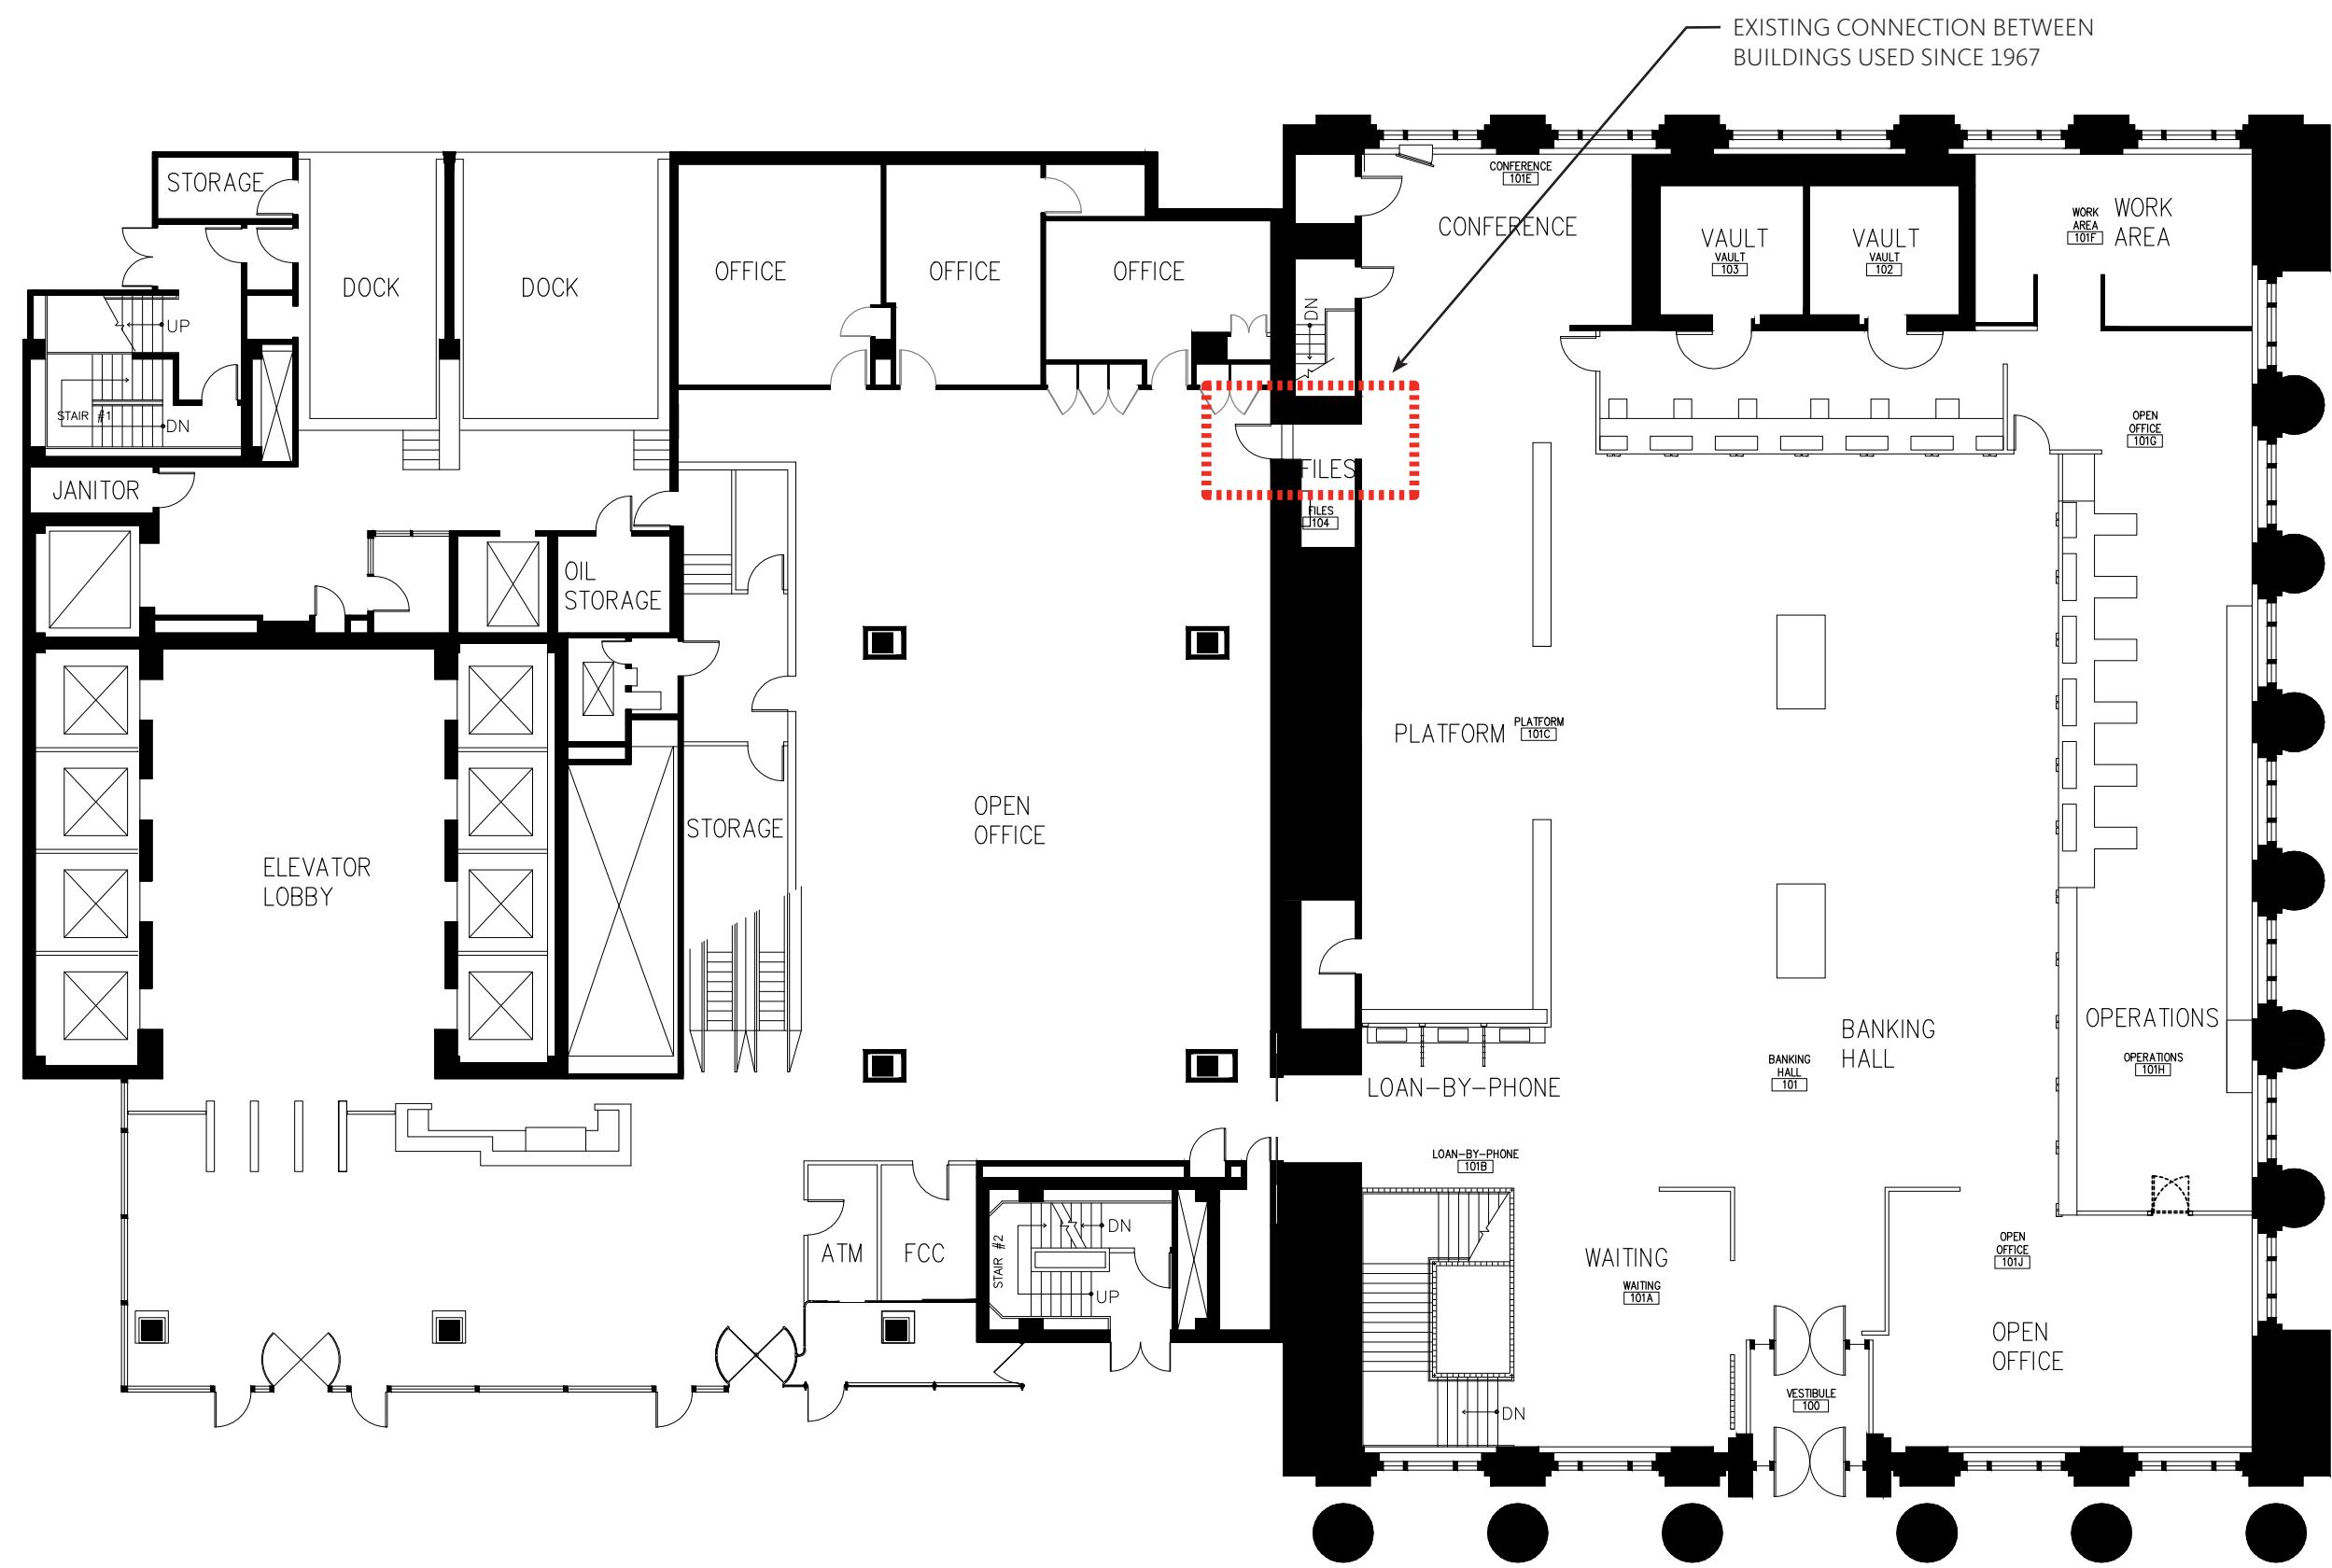 EXISTING CONNECTION BETWEEN
BUILDINGS USED SINCE 1967
STORAGE
DOCK
DOCK
UP
STAIR #1
DN
JANITOR
OFFICE
OFFICE
OFFICE
DN
CONFERENCE
101E
CONFERENCE
VAULT
VAULT
103
VAULT
VAULT
102
WORK
AREA
101F
WORK
AREA
OPEN
OFFICE
101G
FILES
FILES
104
OIL
STORAGE
PLATFORM
PLATFORM
101C
STORAGE
OPEN
OFFICE
ELEVATOR
LOBBY
BANKING
HALL
BANKING
HALL
101
OPERATIONS
OPERATIONS
101H
LOAN-BY-PHONE
LOAN-BY-PHONE
101B
ATM
FCC
STAIR #2
DN
UP
WAITING
WAITING
101A
OPEN
OFFICE
101J
OPEN
OFFICE
VESTIBULE
100
DN